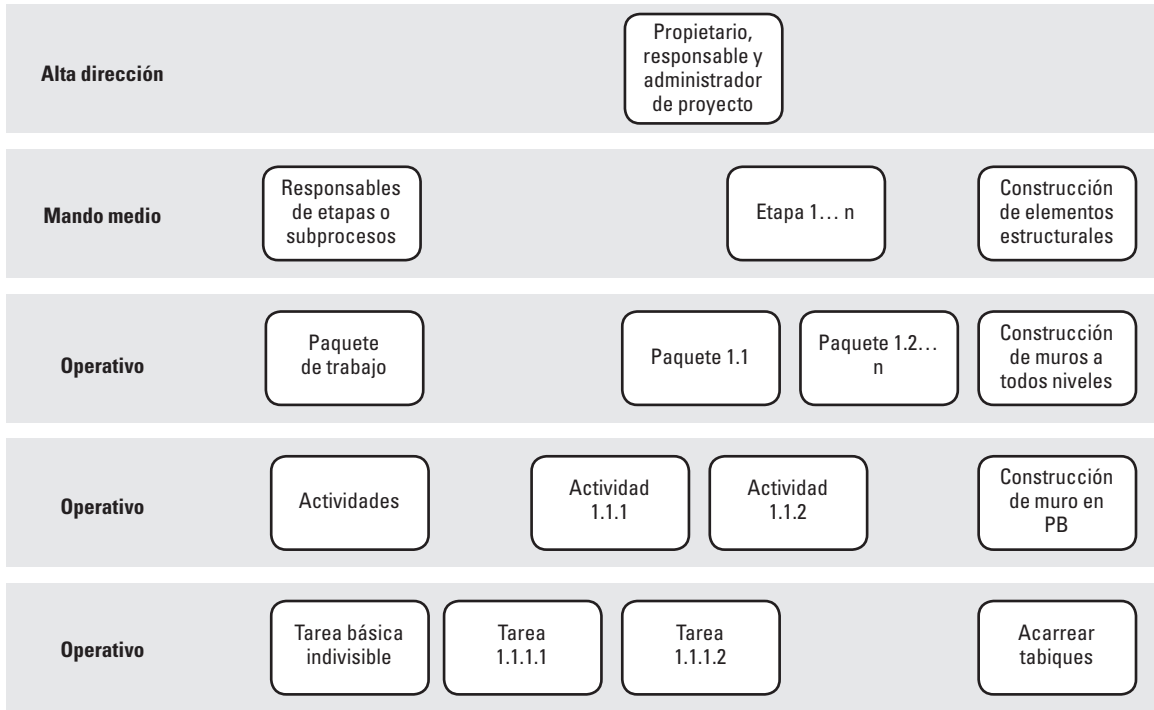 Alta dirección
Propietario,
responsable y
administrador
de proyecto
Mando medio
Responsables
de etapas o
subprocesos
Etapa 1… n
Construcción
de elementos
estructurales
Operativo
Paquete
de trabajo
Paquete 1.1
Paquete 1.2…
n
Construcción
de muros a
todos niveles
Operativo
Actividades
Actividad
1.1.1
Actividad
1.1.2
Construcción
de muro en
PB
Operativo
Tarea básica
indivisible
Tarea
1.1.1.1
Tarea
1.1.1.2
Acarrear
tabiques